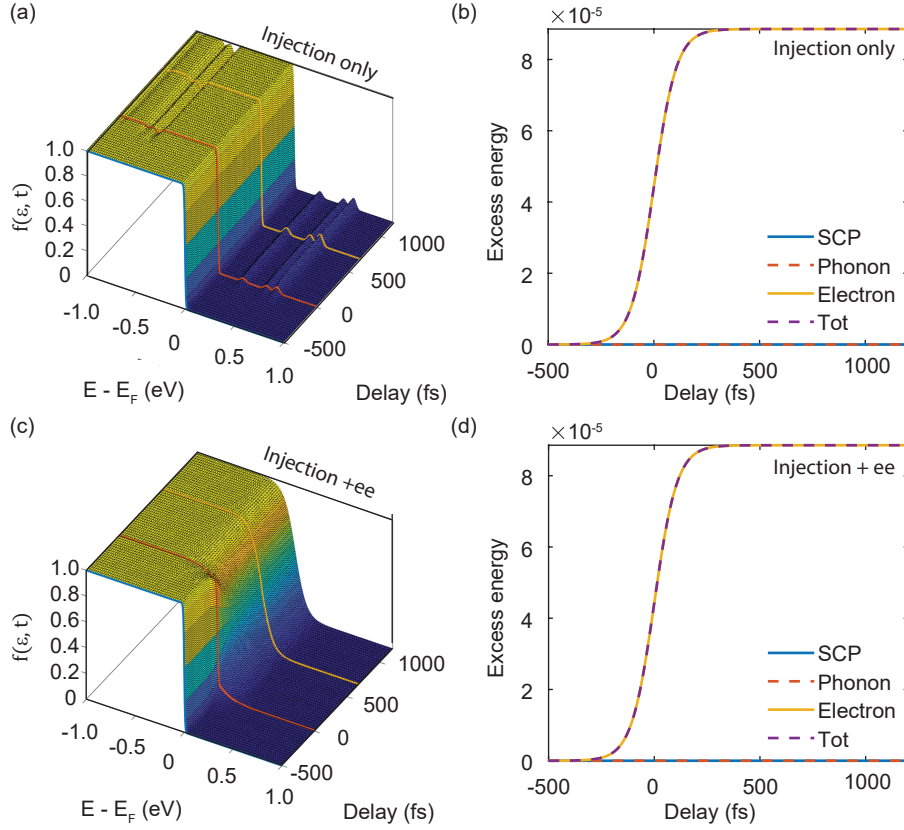 (a)
Injection only
1.0
0.8
0.6
0.4
0.2
0
f(ε, t)
-1.0
-0.5
0
0.5
1.0
E - E_F (eV)
-500
0
500
1000
Delay (fs)
(b)
×10⁻⁵
Injection only
8
6
4
2
0
Excess energy
SCP
Phonon
Electron
Tot
-500
0
500
1000
Delay (fs)
(c)
Injection +ee
1.0
0.8
0.6
0.4
0.2
0
f(ε, t)
-1.0
-0.5
0
0.5
1.0
E - E_F (eV)
-500
0
500
1000
Delay (fs)
(d)
×10⁻⁵
Injection + ee
8
6
4
2
0
Excess energy
SCP
Phonon
Electron
Tot
-500
0
500
1000
Delay (fs)